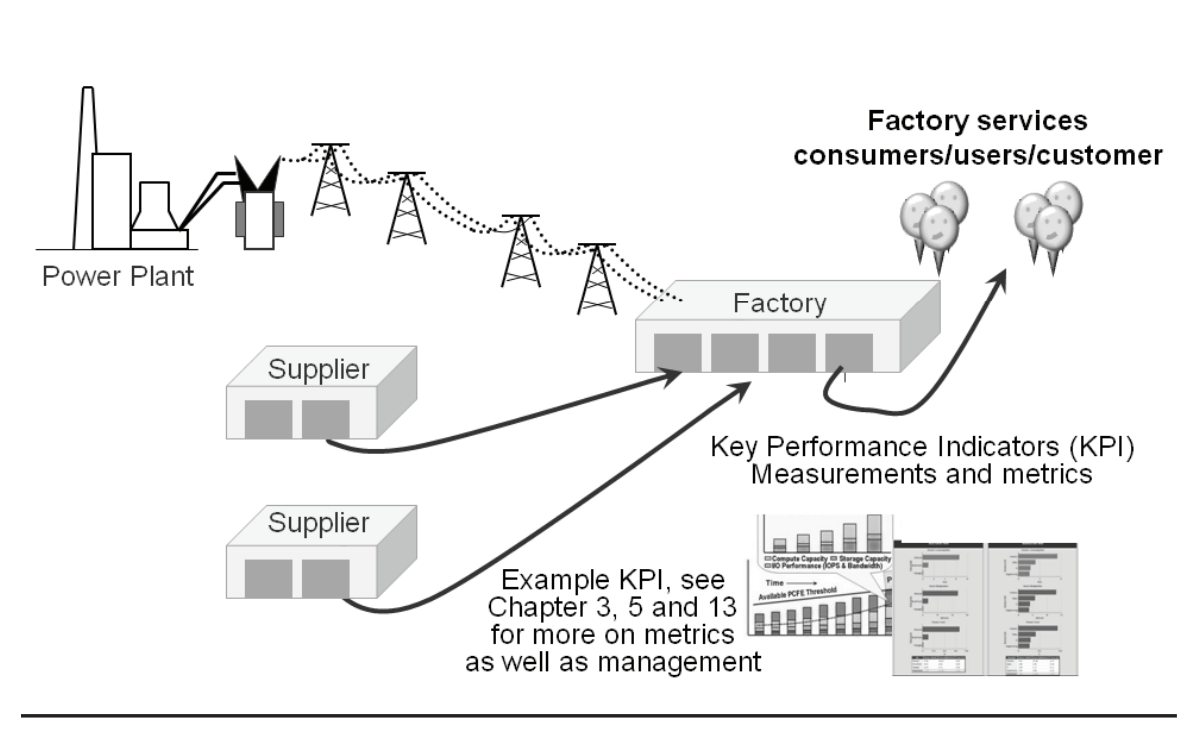 Factory services
consumers/users/customer
Power Plant
Factory
Supplier
Supplier
Key Performance Indicators (KPI)
Measurements and metrics
Example KPI, see
Chapter 3, 5 and 13
for more on metrics
as well as management
Compute Capacity Storage Capacity
I/O Performance (IOPS & Bandwidth)
Time
Available PCFE Threshold